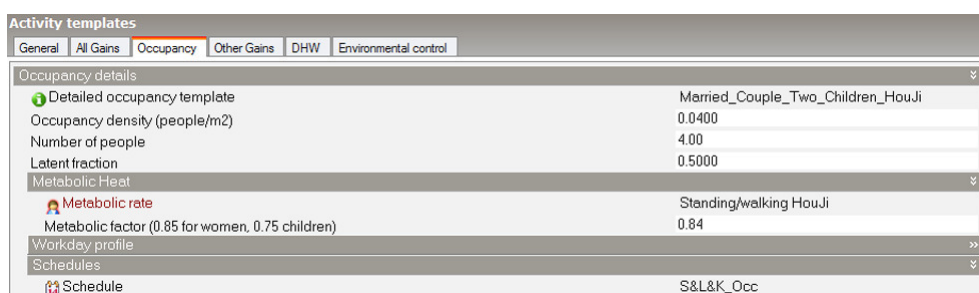 Activity templates
General All Gains Occupancy Other Gains DHW Environmental control
Occupancy details
Detailed occupancy template Married_Couple_Two_Children_HouJi
Occupancy density (people/m2) 0.0400
Number of people 4.00
Latent fraction 0.5000
Metabolic Heat
Metabolic rate Standing/walking HouJi
Metabolic factor (0.85 for women, 0.75 children) 0.84
Workday profile
Schedules
Schedule S&L&K_Occ